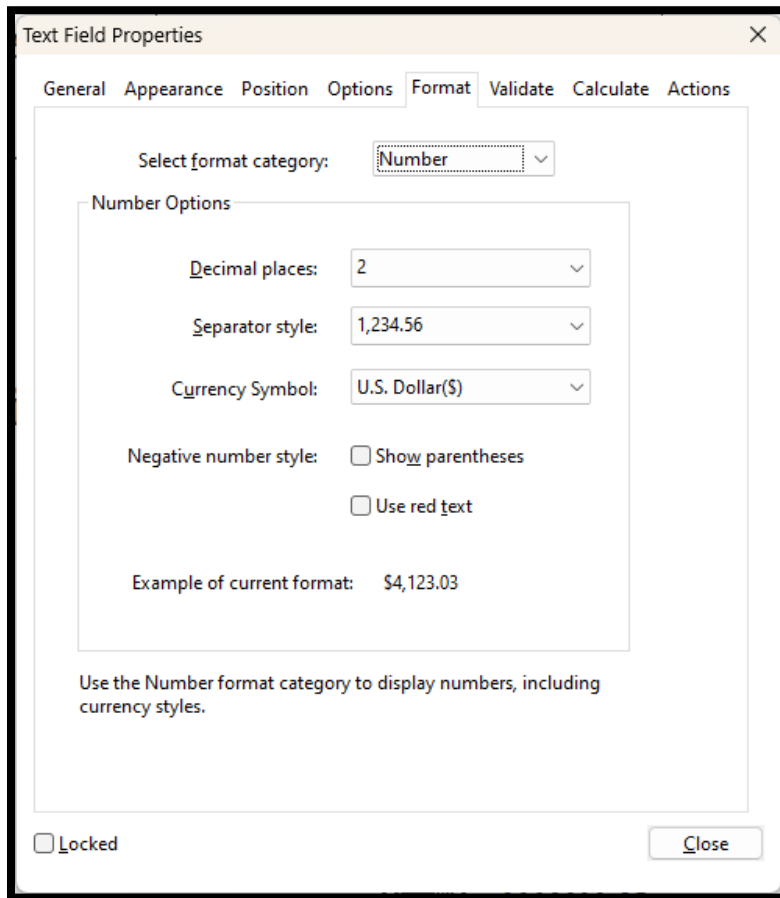 Text Field Properties
General Appearance Position Options Format Validate Calculate Actions
Select format category: Number
Number Options
Decimal places: 2
Separator style: 1,234.56
Currency Symbol: U.S. Dollar($)
Negative number style: Show parentheses
Use red text
Example of current format: $4,123.03
Use the Number format category to display numbers, including
currency styles.
Locked Close